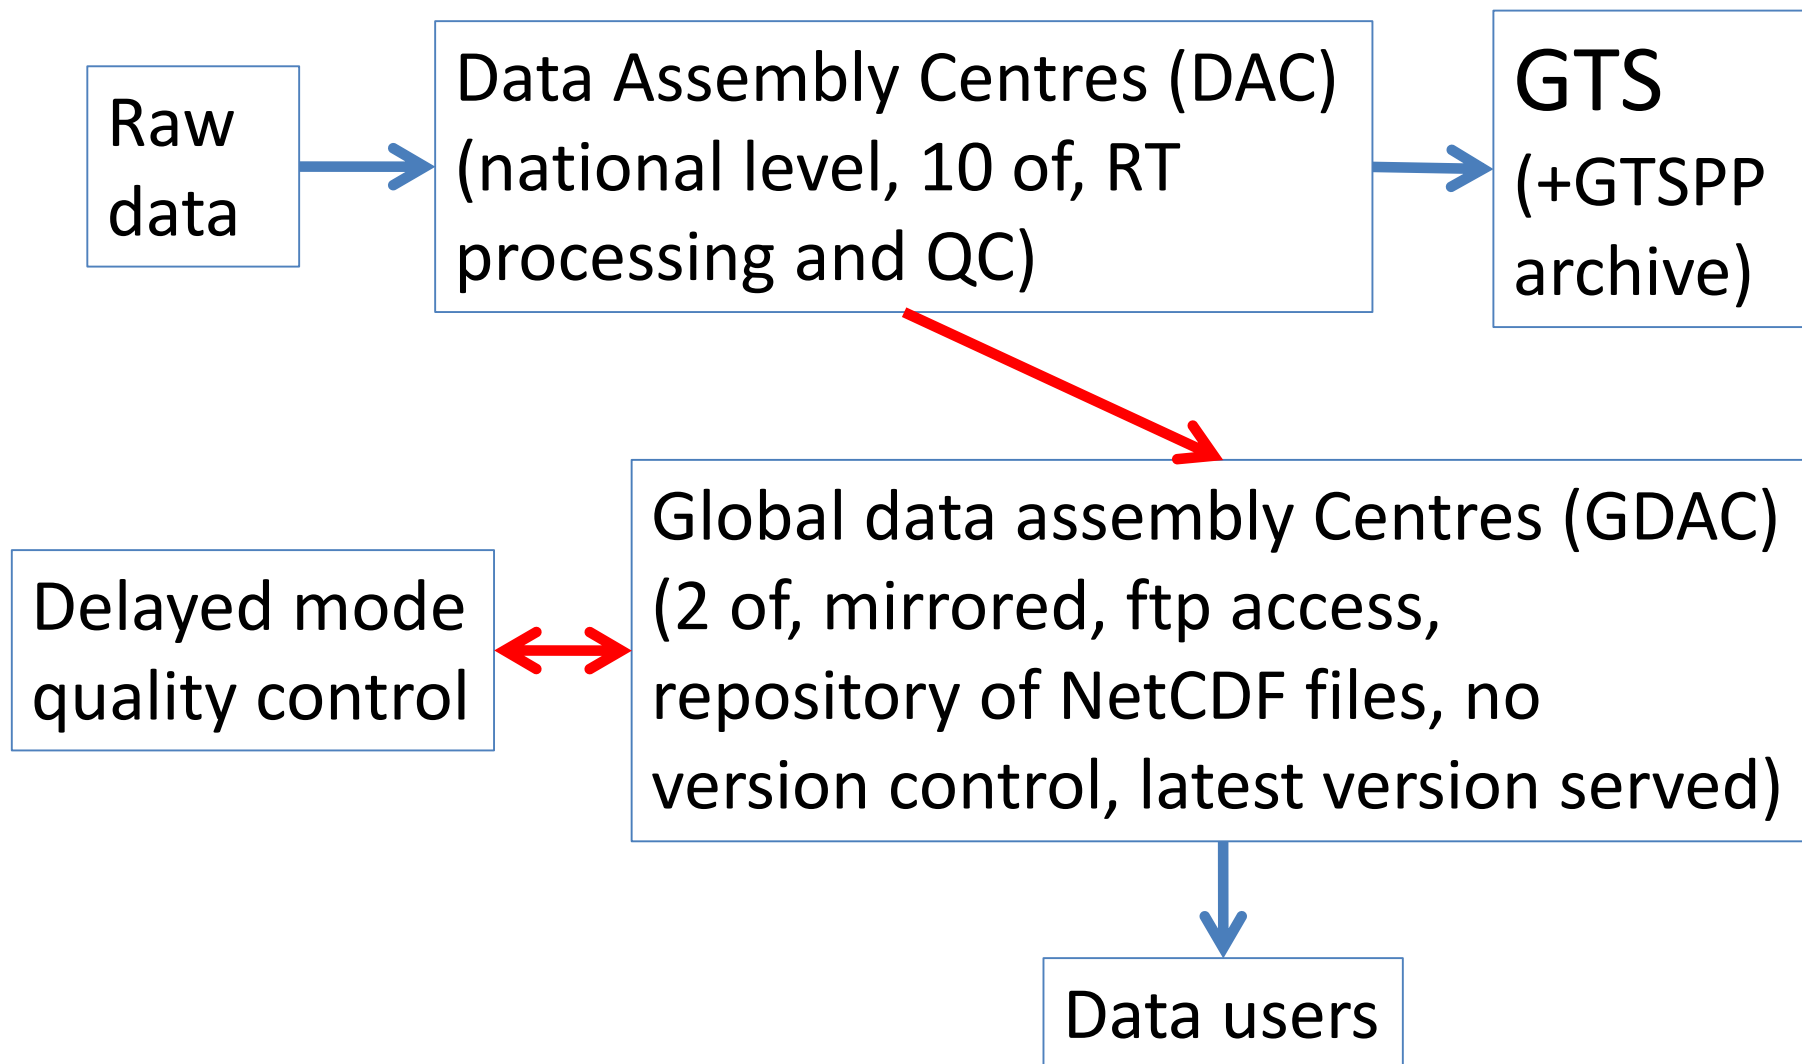 Raw
data
Data Assembly Centres (DAC)
(national level, 10 of, RT
processing and QC)
GTS
(+GTSPP
archive)
Global data assembly Centres (GDAC)
(2 of, mirrored, ftp access,
repository of NetCDF files, no
version control, latest version served)
Delayed mode
quality control
Data users